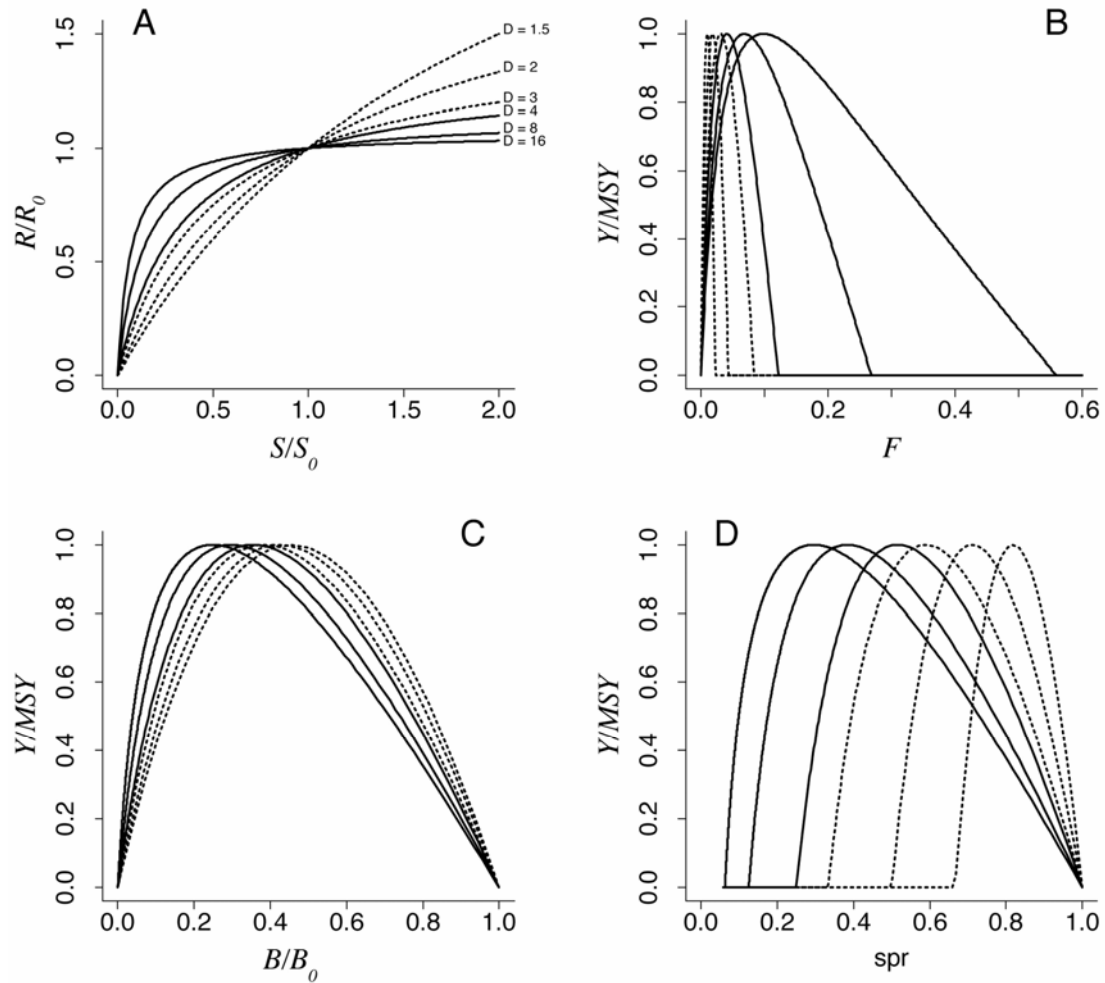 A
1.5
1.0
0.5
0.0
R/R0
D = 1.5
D = 2
D = 3
D = 4
D = 8
D = 16
0.0 0.5 1.0 1.5 2.0
S/S0
B
1.0
0.8
0.6
0.4
0.2
0.0
Y/MSY
0.0 0.2 0.4 0.6
F
C
1.0
0.8
0.6
0.4
0.2
0.0
Y/MSY
0.0 0.2 0.4 0.6 0.8 1.0
B/B0
D
1.0
0.8
0.6
0.4
0.2
0.0
Y/MSY
0.0 0.2 0.4 0.6 0.8 1.0
spr